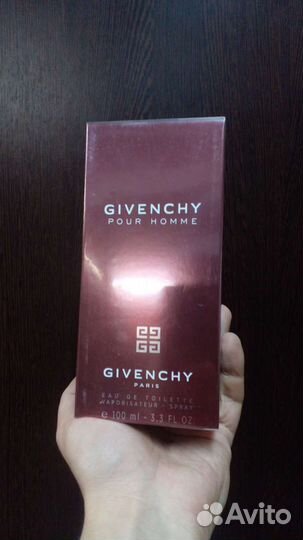 GIVENCHY
POUR HOMME
GIVENCHY
PARIS
EAU DE TOILETTE
VAPORISATEUR - SPRAY
e 100 ml - 3.3 FL.OZ
Avito